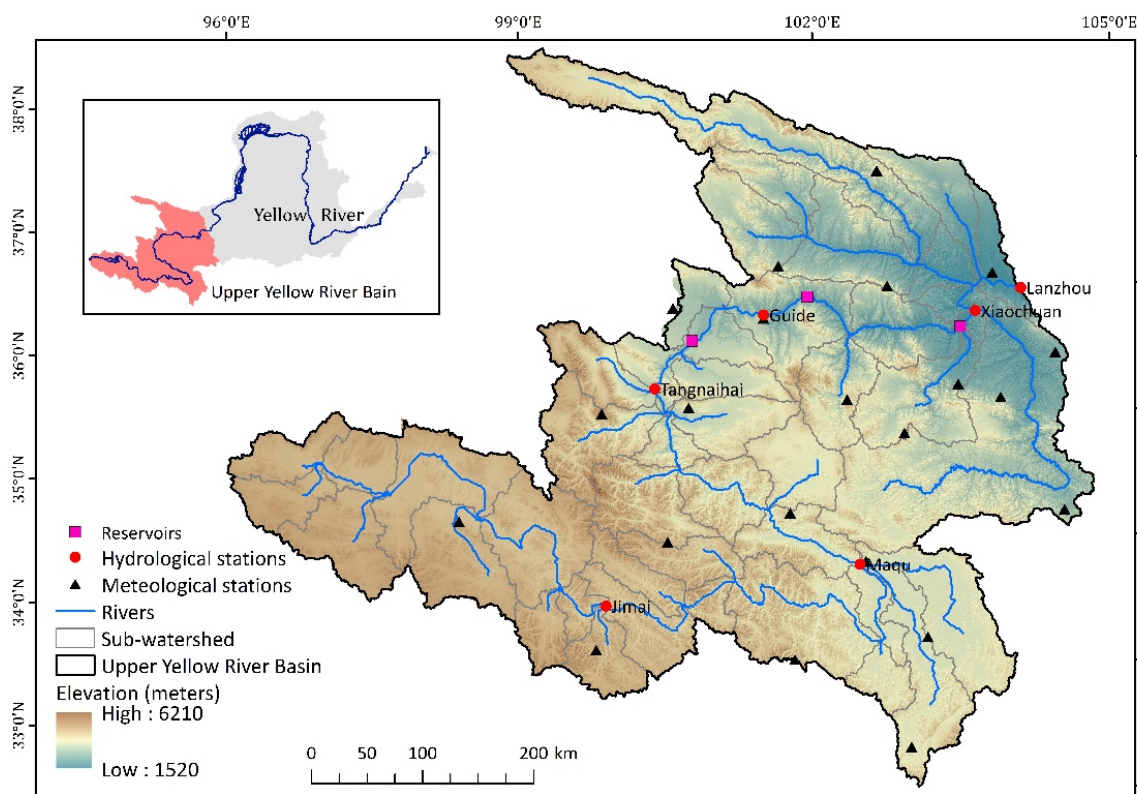 96°0'E
99°0'E
102°0'E
105°0'E
38°0'N
37°0'N
36°0'N
35°0'N
34°0'N
33°0'N
Yellow River
Upper Yellow River Bain
Lanzhou
Xiaochuan
Guide
Tangnaihai
Maqu
Jimai
Reservoirs
Hydrological stations
Meteological stations
Rivers
Sub-watershed
Upper Yellow River Basin
Elevation (meters)
High : 6210
Low : 1520
0 50 100 200 km